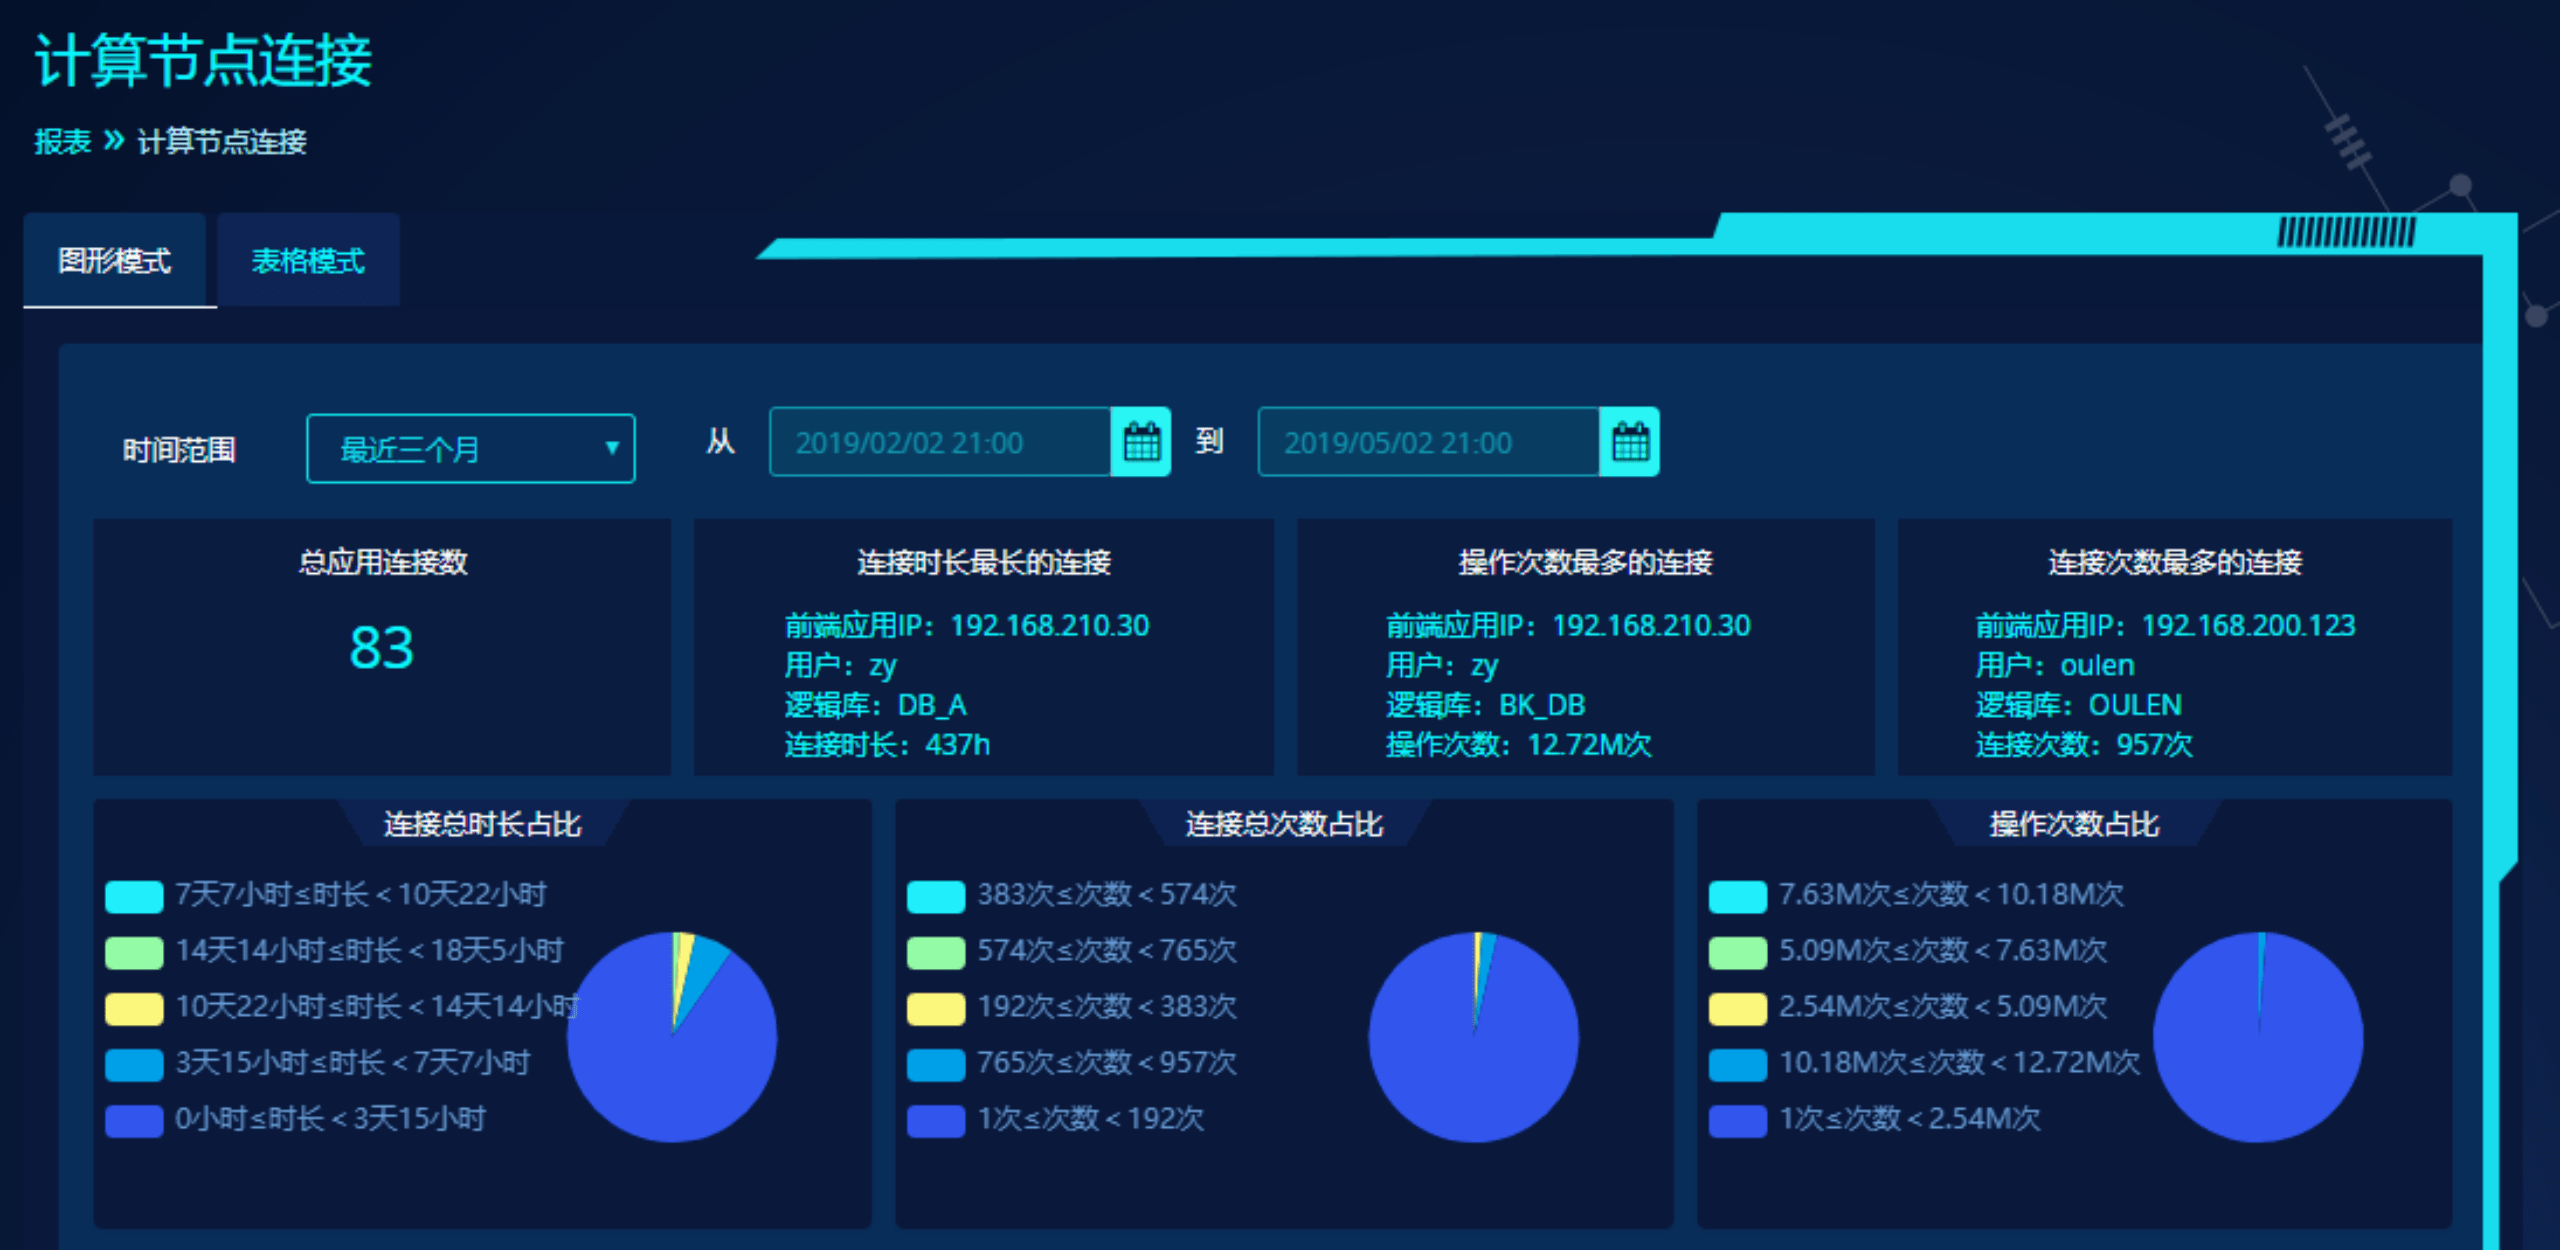 计算节点连接
报表 » 计算节点连接
图形模式 表格模式
时间范围 最近三个月 从 2019/02/02 21:00 到 2019/05/02 21:00
总应用连接数
83
连接时长最长的连接
前端应用IP：192.168.210.30
用户：zy
逻辑库：DB_A
连接时长：437h
操作次数最多的连接
前端应用IP：192.168.210.30
用户：zy
逻辑库：BK_DB
操作次数：12.72M次
连接次数最多的连接
前端应用IP：192.168.200.123
用户：oulen
逻辑库：OULEN
连接次数：957次
连接总时长占比
7天7小时≤时长＜10天22小时
14天14小时≤时长＜18天5小时
10天22小时≤时长＜14天14小时
3天15小时≤时长＜7天7小时
0小时≤时长＜3天15小时
连接总次数占比
383次≤次数＜574次
574次≤次数＜765次
192次≤次数＜383次
765次≤次数＜957次
1次≤次数＜192次
操作次数占比
7.63M次≤次数＜10.18M次
5.09M次≤次数＜7.63M次
2.54M次≤次数＜5.09M次
10.18M次≤次数＜12.72M次
1次≤次数＜2.54M次